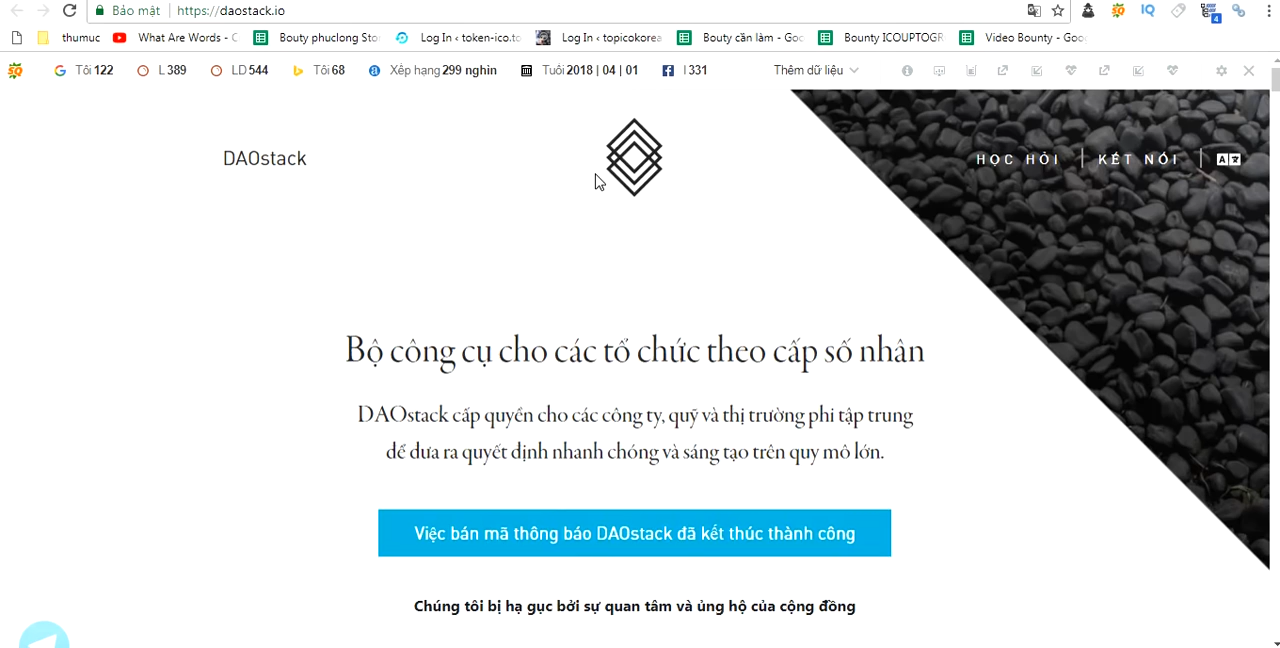 Bảo mật https://daostack.io
thumuc What Are Words - C Bouty phuclong Sto Log In ‹ token-ico.to Log In ‹ topicokorea Bouty cần làm - Goo Bounty ICOUPTOGR Video Bounty - Goo
Tôi 122 L 389 LD 544 Tôi 68 Xếp hạng 299 nghin Tuổi 2018 | 04 | 01 I 331 Thêm dữ liệu
DAOstack
HỌC HỎI KẾT NỐI
Bộ công cụ cho các tổ chức theo cấp số nhân
DAOstack cấp quyền cho các công ty, quỹ và thị trường phi tập trung
để đưa ra quyết định nhanh chóng và sáng tạo trên quy mô lớn.
Việc bán mã thông báo DAOstack đã kết thúc thành công
Chúng tôi bị hạ gục bởi sự quan tâm và ủng hộ của cộng đồng